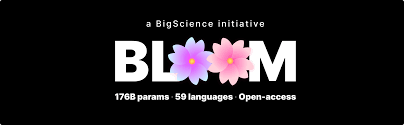 a BigScience initiative
BLOOM
176B params · 59 languages · Open-access